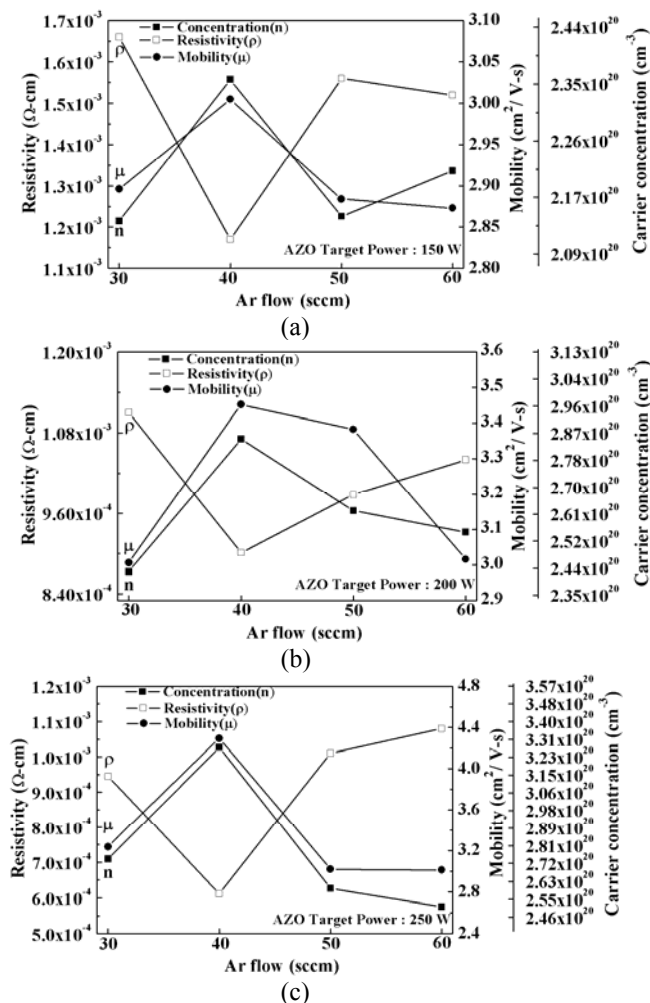 1.7x10⁻³
1.6x10⁻³
1.5x10⁻³
1.4x10⁻³
1.3x10⁻³
1.2x10⁻³
1.1x10⁻³
Resistivity (Ω-cm)
Concentration(n)
Resistivity(ρ)
Mobility(μ)
ρ
μ
n
AZO Target Power : 150 W
30 40 50 60
Ar flow (sccm)
3.10
3.05
3.00
2.95
2.90
2.85
2.80
Mobility (cm²/ V-s)
2.44x10²⁰
2.35x10²⁰
2.26x10²⁰
2.17x10²⁰
2.09x10²⁰
Carrier concentration (cm⁻³)
(a)
1.20x10⁻³
1.08x10⁻³
9.60x10⁻⁴
8.40x10⁻⁴
Resistivity (Ω-cm)
Concentration(n)
Resistivity(ρ)
Mobility(μ)
ρ
μ
n
AZO Target Power : 200 W
30 40 50 60
Ar flow (sccm)
3.6
3.5
3.4
3.3
3.2
3.1
3.0
2.9
Mobility (cm²/ V-s)
3.13x10²⁰
3.04x10²⁰
2.96x10²⁰
2.87x10²⁰
2.78x10²⁰
2.70x10²⁰
2.61x10²⁰
2.52x10²⁰
2.44x10²⁰
2.35x10²⁰
Carrier concentration (cm⁻³)
(b)
1.2x10⁻³
1.1x10⁻³
1.0x10⁻³
9.0x10⁻⁴
8.0x10⁻⁴
7.0x10⁻⁴
6.0x10⁻⁴
5.0x10⁻⁴
Resistivity (Ω-cm)
Concentration(n)
Resistivity(ρ)
Mobility(μ)
ρ
μ
n
AZO Target Power : 250 W
30 40 50 60
Ar flow (sccm)
4.8
4.4
4.0
3.6
3.2
2.8
2.4
Mobility (cm²/ V-s)
3.57x10²⁰
3.48x10²⁰
3.40x10²⁰
3.31x10²⁰
3.23x10²⁰
3.15x10²⁰
3.06x10²⁰
2.98x10²⁰
2.89x10²⁰
2.81x10²⁰
2.72x10²⁰
2.63x10²⁰
2.55x10²⁰
2.46x10²⁰
Carrier concentration (cm⁻³)
(c)